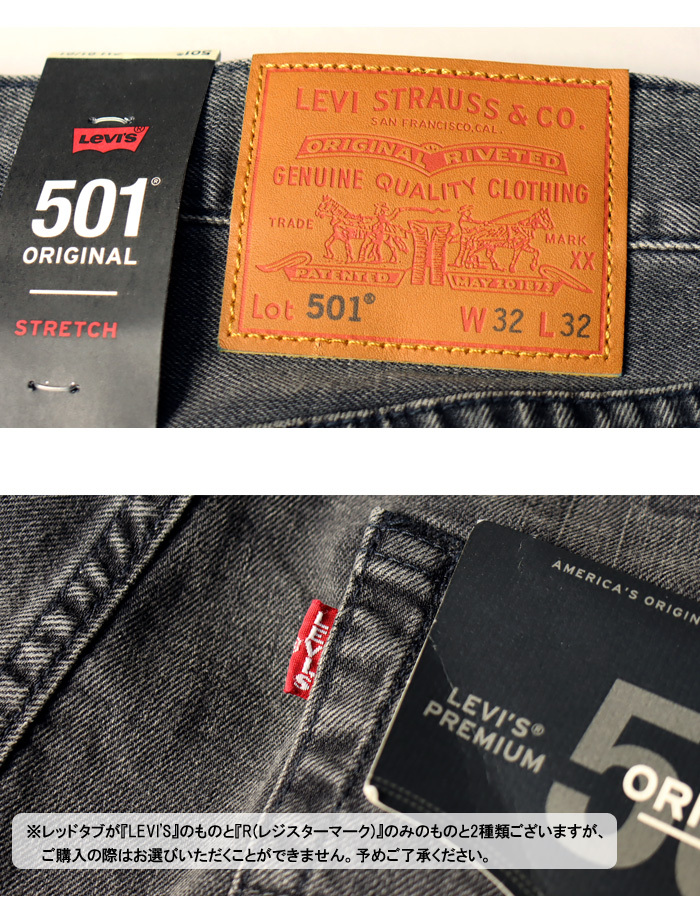 501
LEVI'S®
501®
ORIGINAL
STRETCH
LEVI STRAUSS & CO.
SAN FRANCISCO, CAL.
ORIGINAL RIVETED
GENUINE QUALITY CLOTHING
TRADE MARK
XX
PATENTED MAY 20 1873
Lot 501® W 32 L 32
LEVI'S
AMERICA'S ORIGIN
LEVI'S®
PREMIUM
50
ORI
※レッドタブが『LEVI'S』のものと『R(レジスターマーク)』のみのものと2種類ございますが、
ご購入の際はお選びいただくことができません。予めご了承ください。